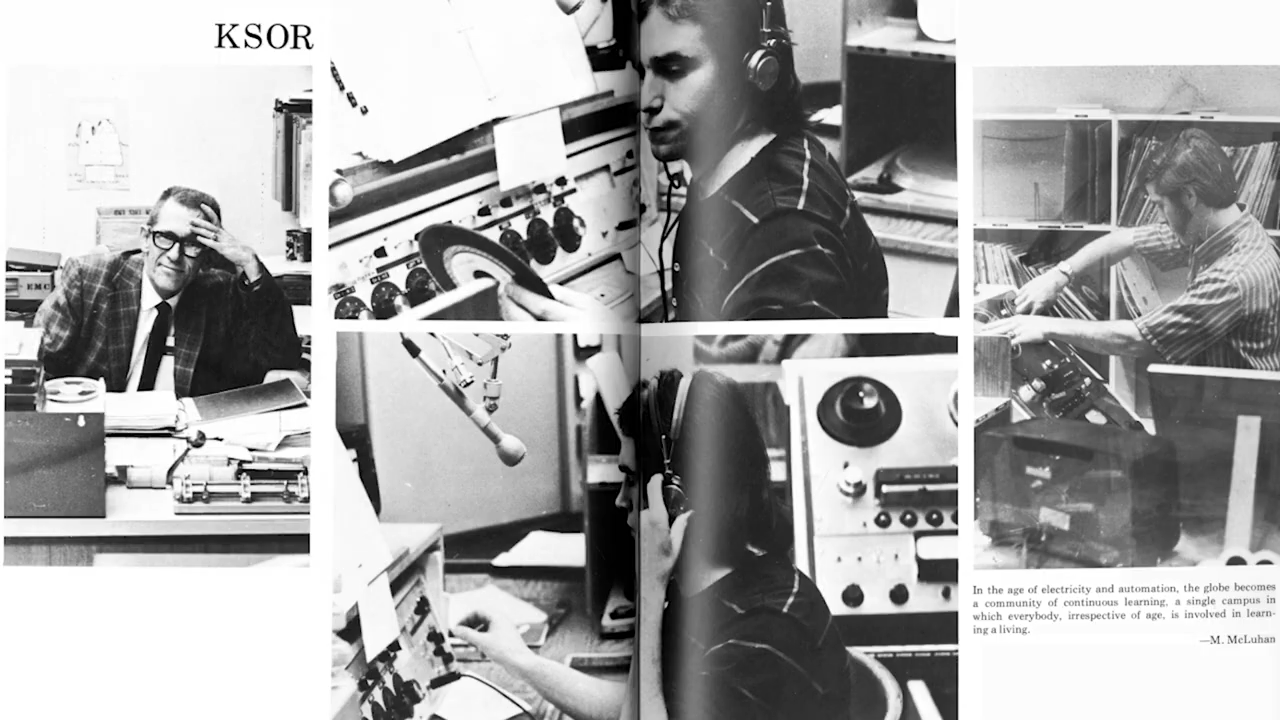 KSOR
EMC
In the age of electricity and automation, the globe becomes
a community of continuous learning, a single campus in
which everybody, irrespective of age, is involved in learn-
ing a living.
—M. McLuhan